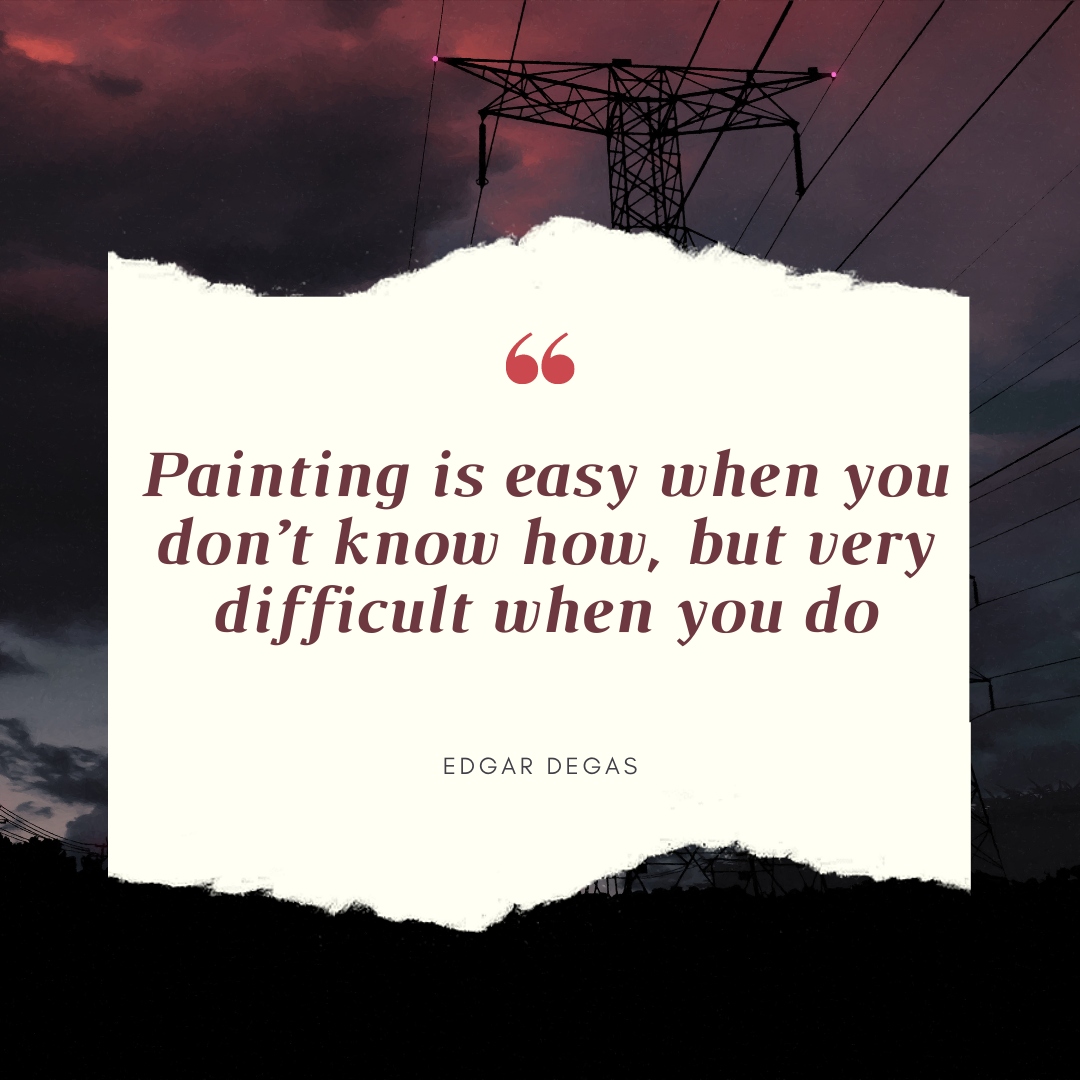 ❝
Painting is easy when you
don’t know how, but very
difficult when you do
EDGAR DEGAS